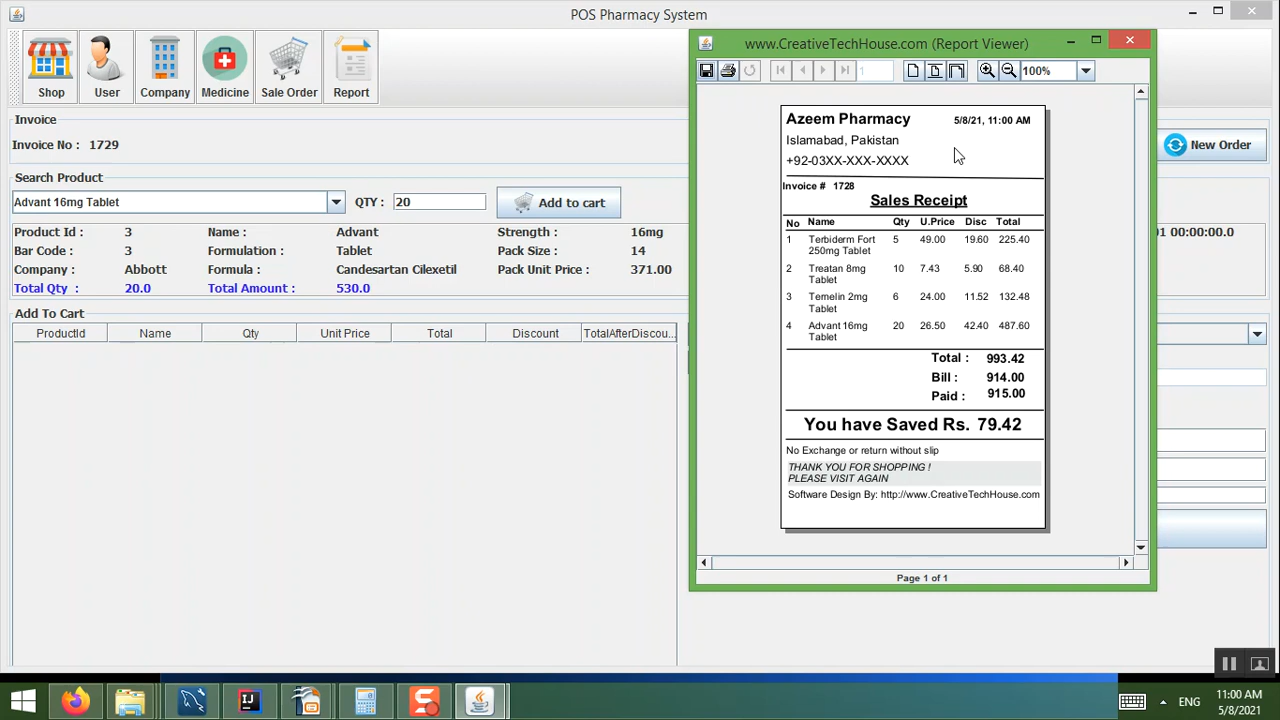 POS Pharmacy System
Shop
User
Company
Medicine
Sale Order
Report
Invoice
Invoice No : 1729
New Order
Search Product
Advant 16mg Tablet
QTY : 20
Add to cart
Product Id : 3 Name : Advant Strength : 16mg
Bar Code : 3 Formulation : Tablet Pack Size : 14
Company : Abbott Formula : Candesartan Cilexetil Pack Unit Price : 371.00
Total Qty : 20.0 Total Amount : 530.0
01 00:00:00.0
Add To Cart
ProductId Name Qty Unit Price Total Discount TotalAfterDiscou...
www.CreativeTechHouse.com (Report Viewer)
1
100%
Azeem Pharmacy 5/8/21, 11:00 AM
Islamabad, Pakistan
+92-03XX-XXX-XXXX
Invoice # 1728
Sales Receipt
No Name Qty U.Price Disc Total
1 Terbiderm Fort 5 49.00 19.60 225.40
250mg Tablet
2 Treatan 8mg 10 7.43 5.90 68.40
Tablet
3 Temelin 2mg 6 24.00 11.52 132.48
Tablet
4 Advant 16mg 20 26.50 42.40 487.60
Tablet
Total : 993.42
Bill : 914.00
Paid : 915.00
You have Saved Rs. 79.42
No Exchange or return without slip
THANK YOU FOR SHOPPING !
PLEASE VISIT AGAIN
Software Design By: http://www.CreativeTechHouse.com
Page 1 of 1
ENG
11:00 AM
5/8/2021